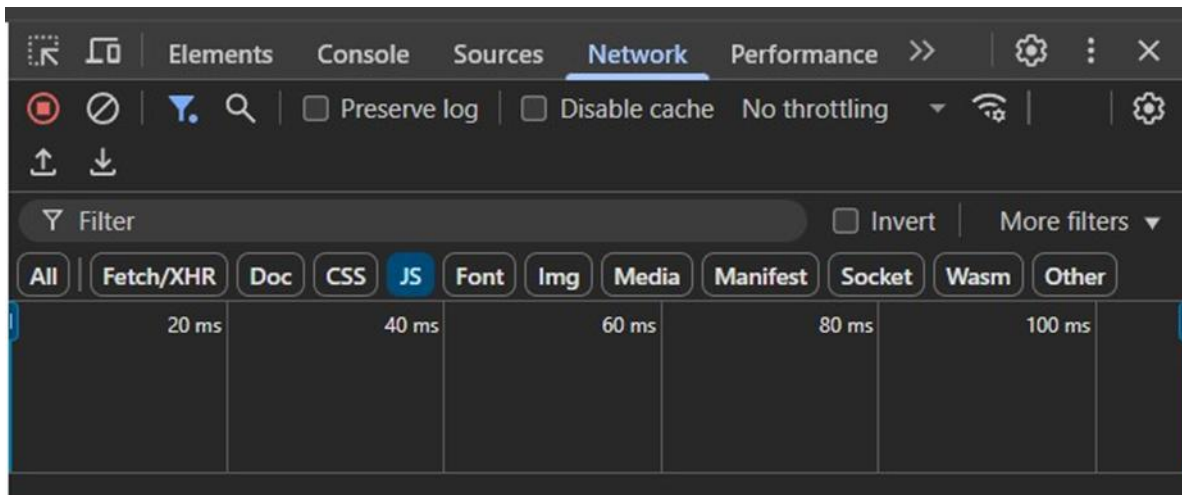 Elements Console Sources Network Performance
Preserve log Disable cache No throttling
Filter Invert More filters
All Fetch/XHR Doc CSS JS Font Img Media Manifest Socket Wasm Other
20 ms 40 ms 60 ms 80 ms 100 ms